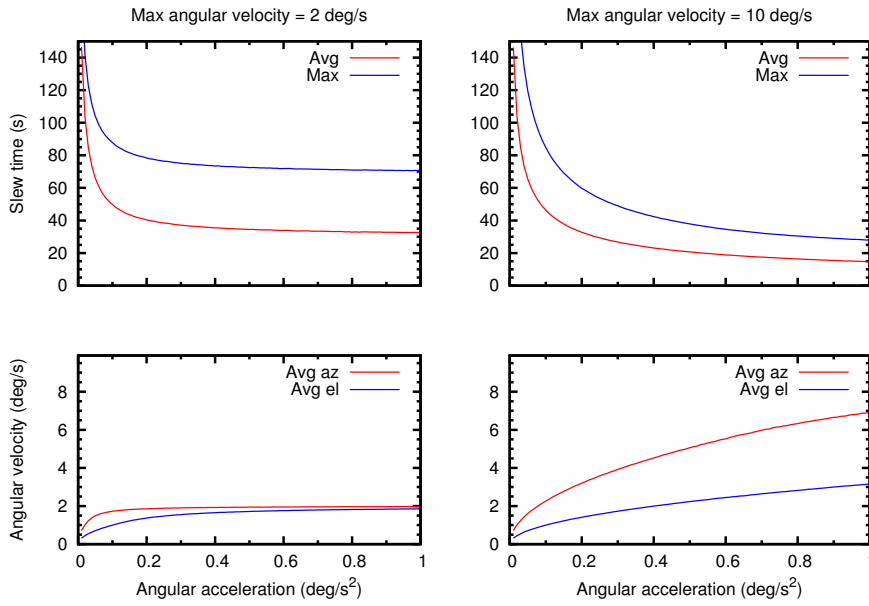 Max angular velocity = 2 deg/s
Max angular velocity = 10 deg/s
Slew time (s)
140
120
100
80
60
40
20
0
Avg
Max
140
120
100
80
60
40
20
0
Avg
Max
Angular velocity (deg/s)
8
6
4
2
0
Avg az
Avg el
0 0.2 0.4 0.6 0.8 1
Angular acceleration (deg/s²)
8
6
4
2
0
Avg az
Avg el
0 0.2 0.4 0.6 0.8 1
Angular acceleration (deg/s²)